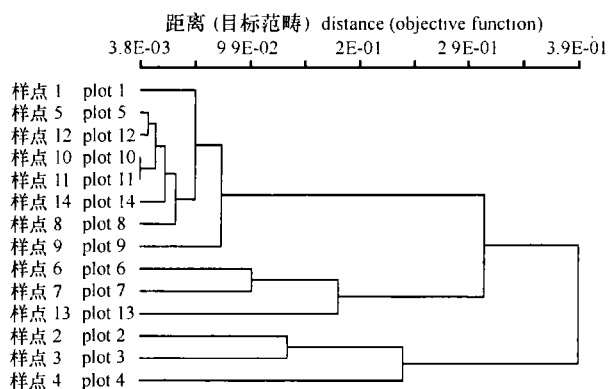 距离 (目标范畴) distance (objective function)
3.8E-03 9 9E-02 2E-01 2 9E-01 3.9E-01
样点 1 plot 1
样点 5 plot 5
样点 12 plot 12
样点 10 plot 10
样点 11 plot 11
样点 14 plot 14
样点 8 plot 8
样点 9 plot 9
样点 6 plot 6
样点 7 plot 7
样点 13 plot 13
样点 2 plot 2
样点 3 plot 3
样点 4 plot 4